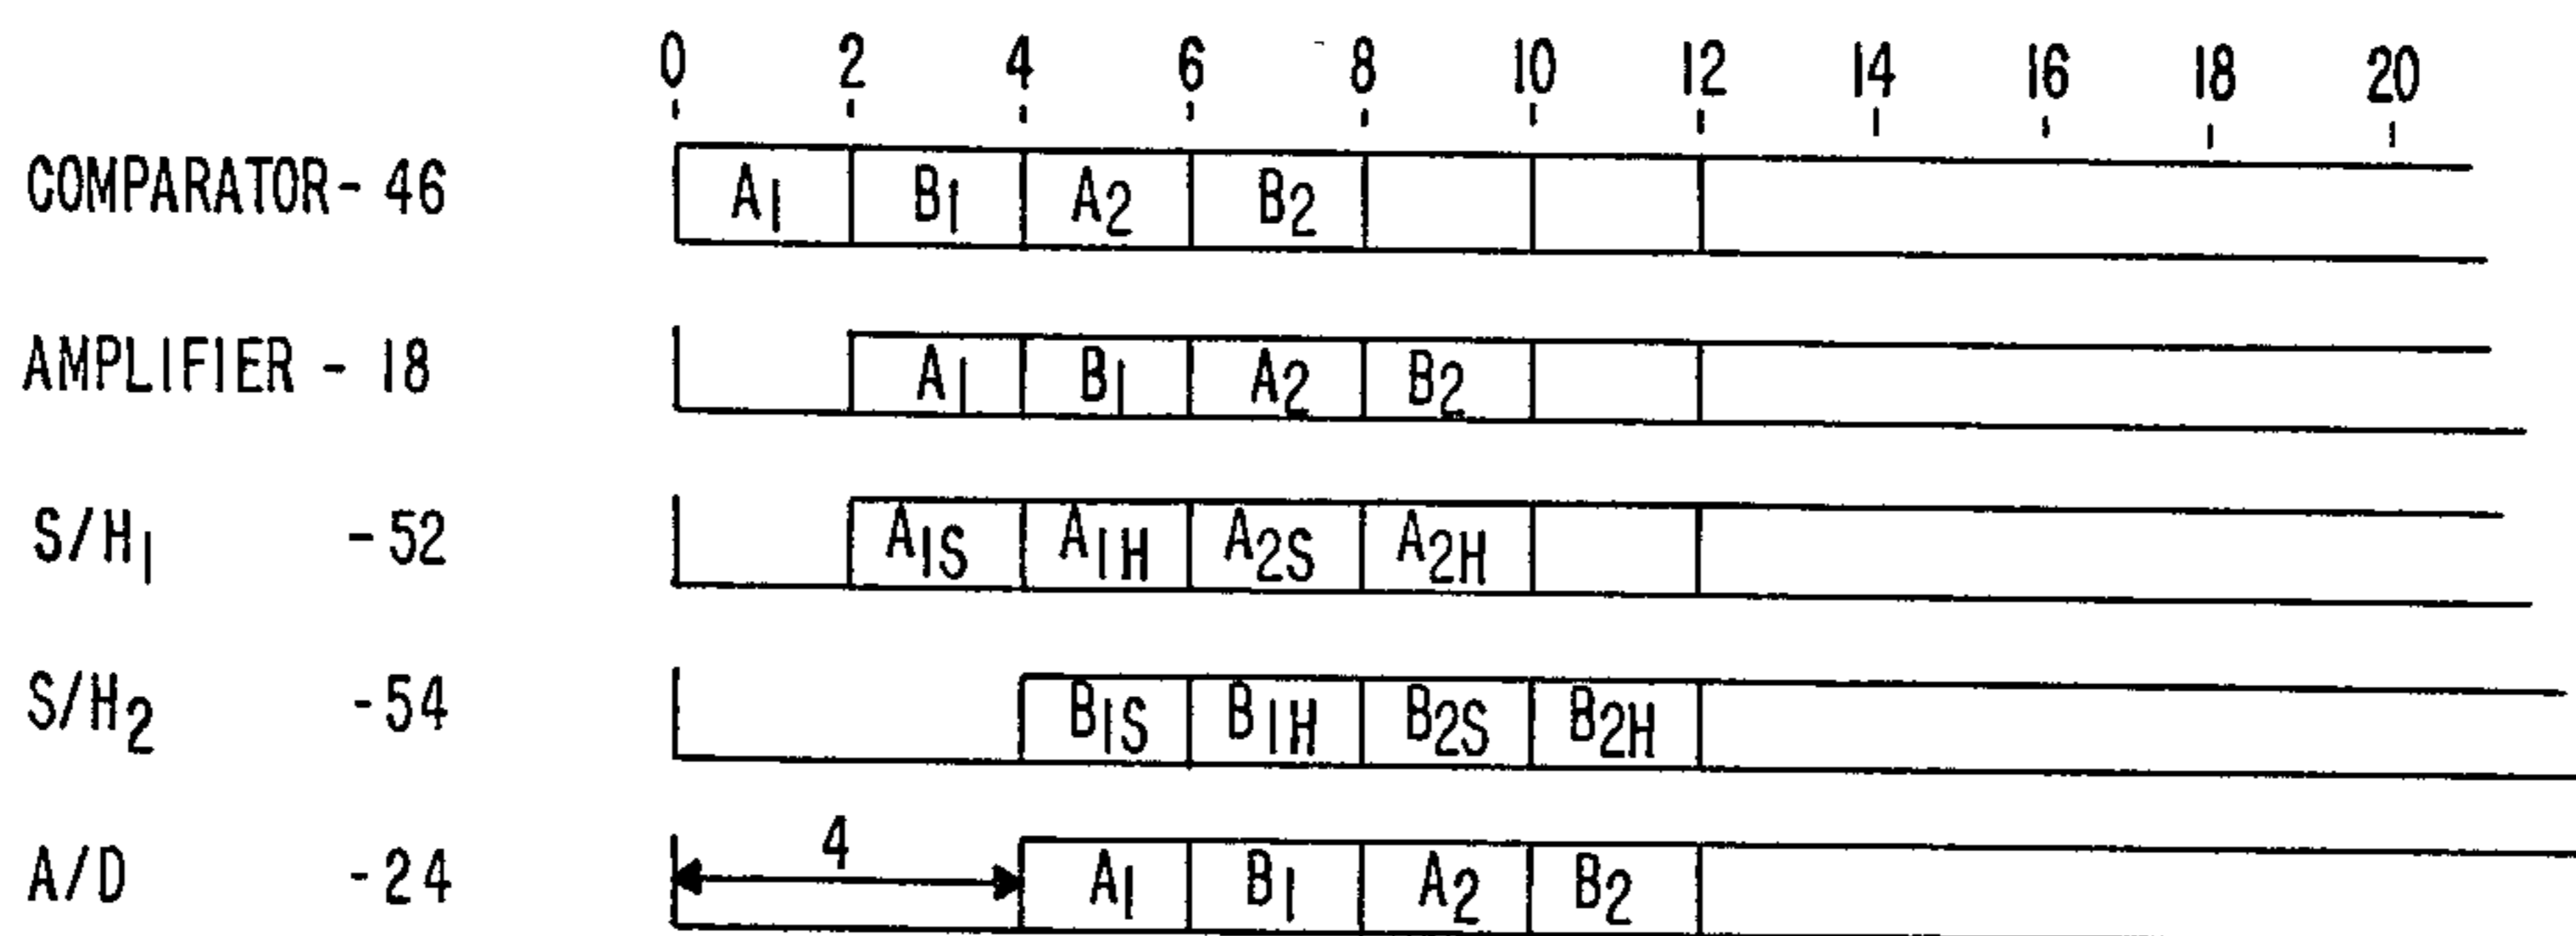 0 2 4 6 8 10 12 14 16 18 20
COMPARATOR - 46 A1 B1 A2 B2
AMPLIFIER - 18 A1 B1 A2 B2
S/H1 - 52 A1S A1H A2S A2H
S/H2 - 54 B1S B1H B2S B2H
A/D - 24 4 A1 B1 A2 B2